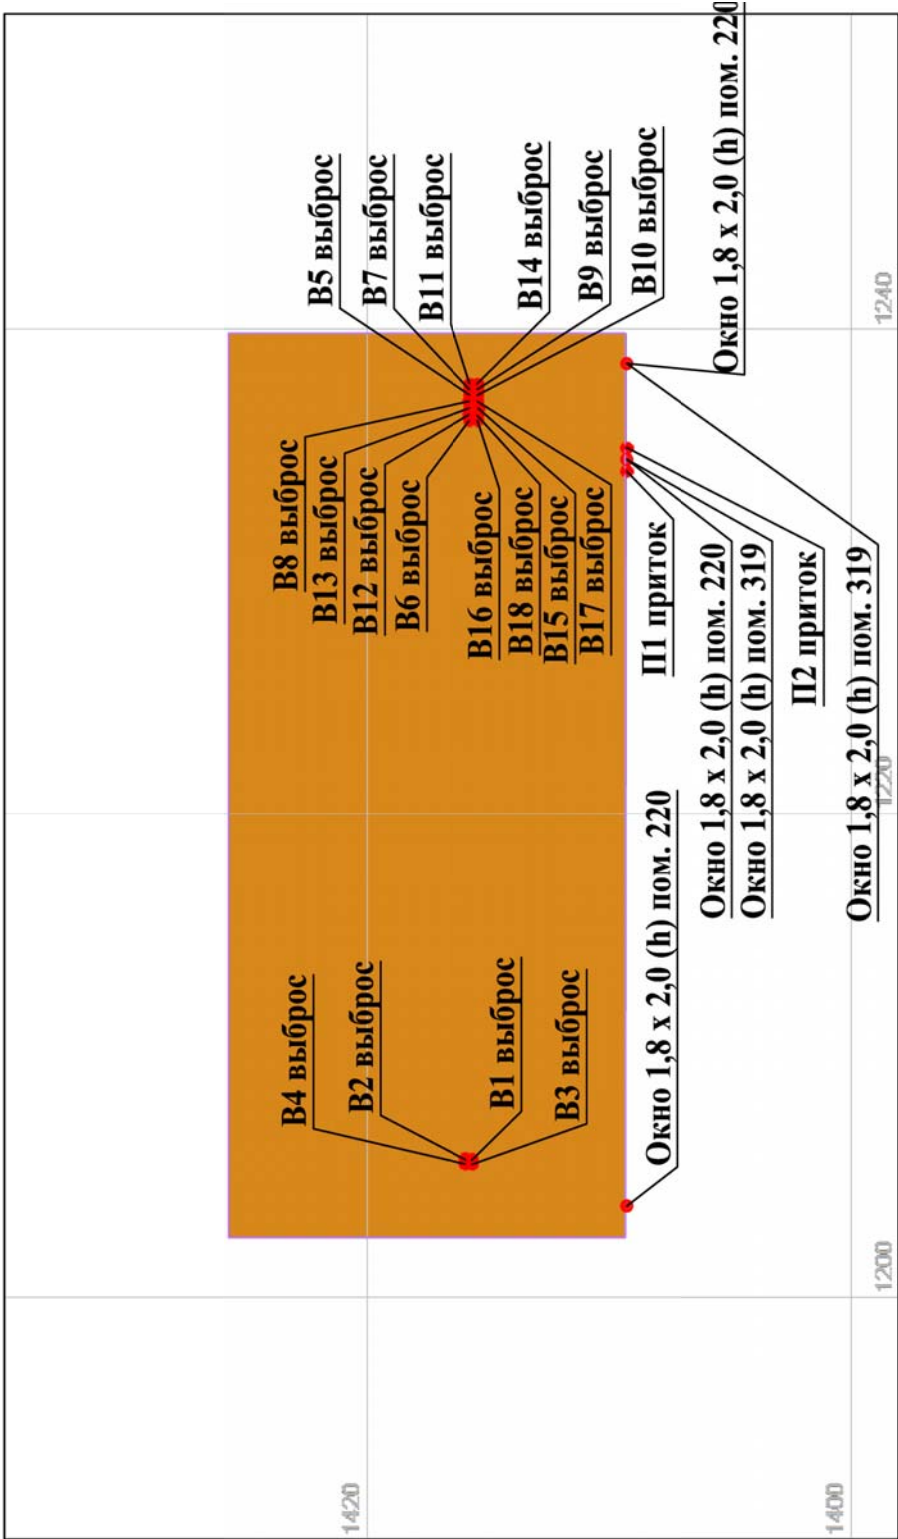 В4 выброс
В2 выброс
В1 выброс
В3 выброс
В8 выброс
В13 выброс
В12 выброс
В6 выброс
В16 выброс
В18 выброс
В15 выброс
В17 выброс
В5 выброс
В7 выброс
В11 выброс
В14 выброс
В9 выброс
В10 выброс
Окно 1,8 х 2,0 (h) пом. 220
П1 приток
Окно 1,8 х 2,0 (h) пом. 220
Окно 1,8 х 2,0 (h) пом. 319
П2 приток
Окно 1,8 х 2,0 (h) пом. 319
Окно 1,8 х 2,0 (h) пом. 220
1420
1400
1200
1220
1240